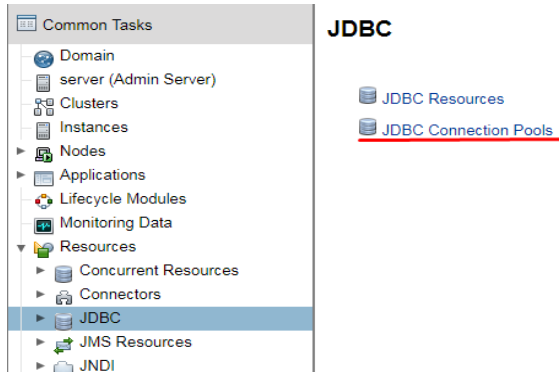 Common Tasks
Domain
server (Admin Server)
Clusters
Instances
Nodes
Applications
Lifecycle Modules
Monitoring Data
Resources
Concurrent Resources
Connectors
JDBC
JMS Resources
JNDI
JDBC
JDBC Resources
JDBC Connection Pools